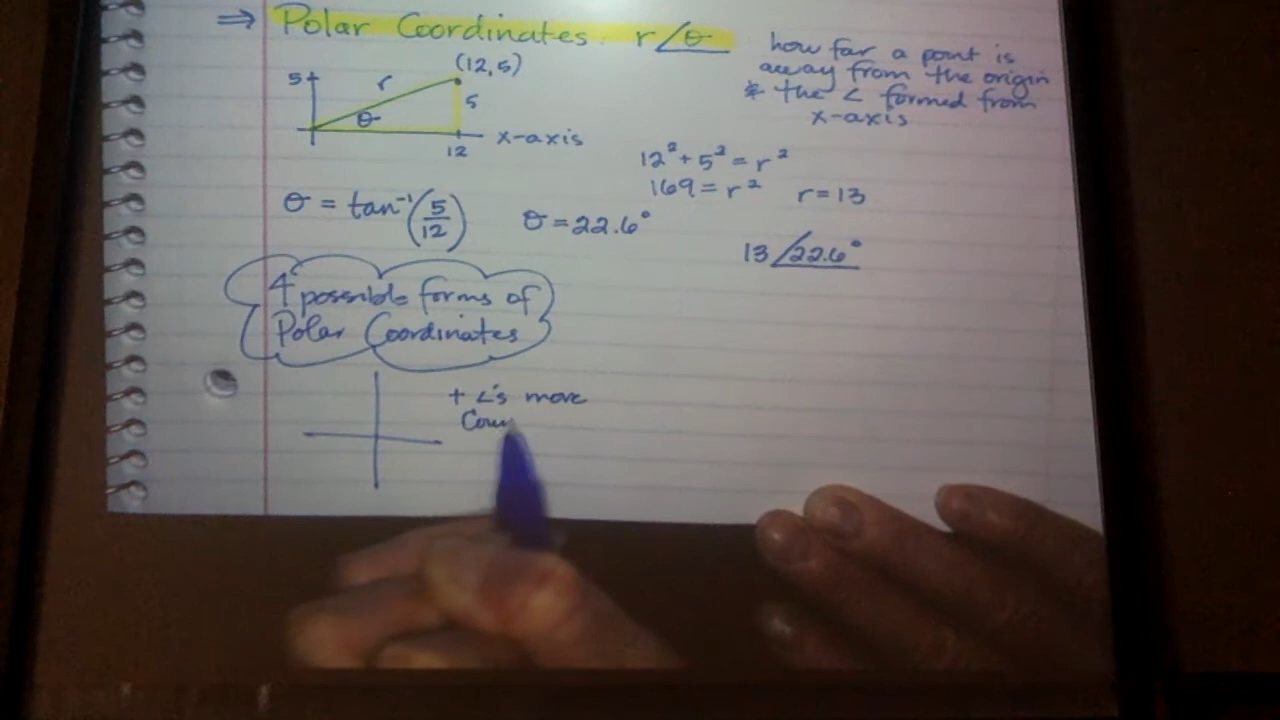 ⇒ Polar Coordinates. r∠θ
how far a point is
away from the origin
* the ∠ formed from
x-axis
(12,5)
5
r
5
θ
x-axis
12
12² + 5² = r²
169 = r² r = 13
θ = tan⁻¹(5/12) θ = 22.6°
13∠22.6°
4 possible forms of
Polar Coordinates
+ ∠'s move
Coun